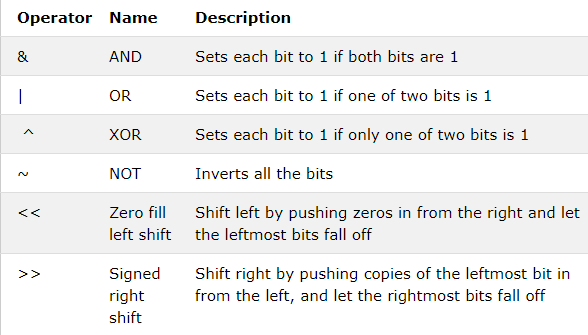 Operator Name Description
& AND Sets each bit to 1 if both bits are 1
| OR Sets each bit to 1 if one of two bits is 1
^ XOR Sets each bit to 1 if only one of two bits is 1
~ NOT Inverts all the bits
<< Zero fill left shift Shift left by pushing zeros in from the right and let the leftmost bits fall off
>> Signed right shift Shift right by pushing copies of the leftmost bit in from the left, and let the rightmost bits fall off